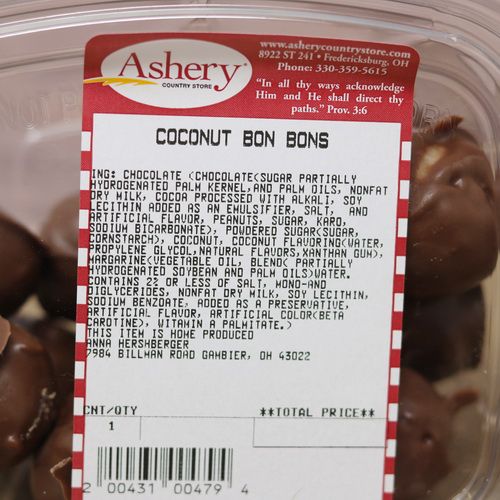 Ashery
COUNTRY STORE
www.asherycountrystore.com
8922 ST 241 • Fredericksburg, OH
Phone: 330-359-5615
“In all thy ways acknowledge
Him and He shall direct thy
paths.” Prov. 3:6
COCONUT BON BONS
ING: CHOCOLATE (CHOCOLATE(SUGAR PARTIALLY
HYDROGENATED PALM KERNEL,AND PALM OILS, NONFAT
DRY MILK, COCOA PROCESSED WITH ALKALI, SOY
LECITHIN ADDED AS AN EMULSIFIER, SALT, AND
ARTIFICIAL FLAVOR, PEANUTS, SUGAR, KARO,
SODIUM BICARBONATE), POWDERED SUGAR(SUGAR,
CORNSTARCH), COCONUT, COCONUT FLAVORING(WATER,
PROPYLENE GLYCOL,NATURAL FLAVORS,XANTHAN GUM),
MARGARINE(VEGETABLE OIL, BLEND( PARTIALLY
HYDROGENATED SOYBEAN AND PALM OILS)WATER.
CONTAINS 22 OR LESS OF SALT, MONO-AND
DIGLYCERIDES, NONFAT DRY MILK, SOY LECITHIN,
SODIUM BENZOATE, ADDED AS A PRESERVATIVE,
ARTIFICIAL FLAVOR, ARTIFICIAL COLOR(BETA
CAROTINE), WITAMIN A PALMITATE.)
THIS ITEM IS HOME PRODUCED
ANNA HERSHBERGER
7984 BILLMAN ROAD GAMBIER, OH 43022
CNT/QTY **TOTAL PRICE**
1
2 00431 00479 4